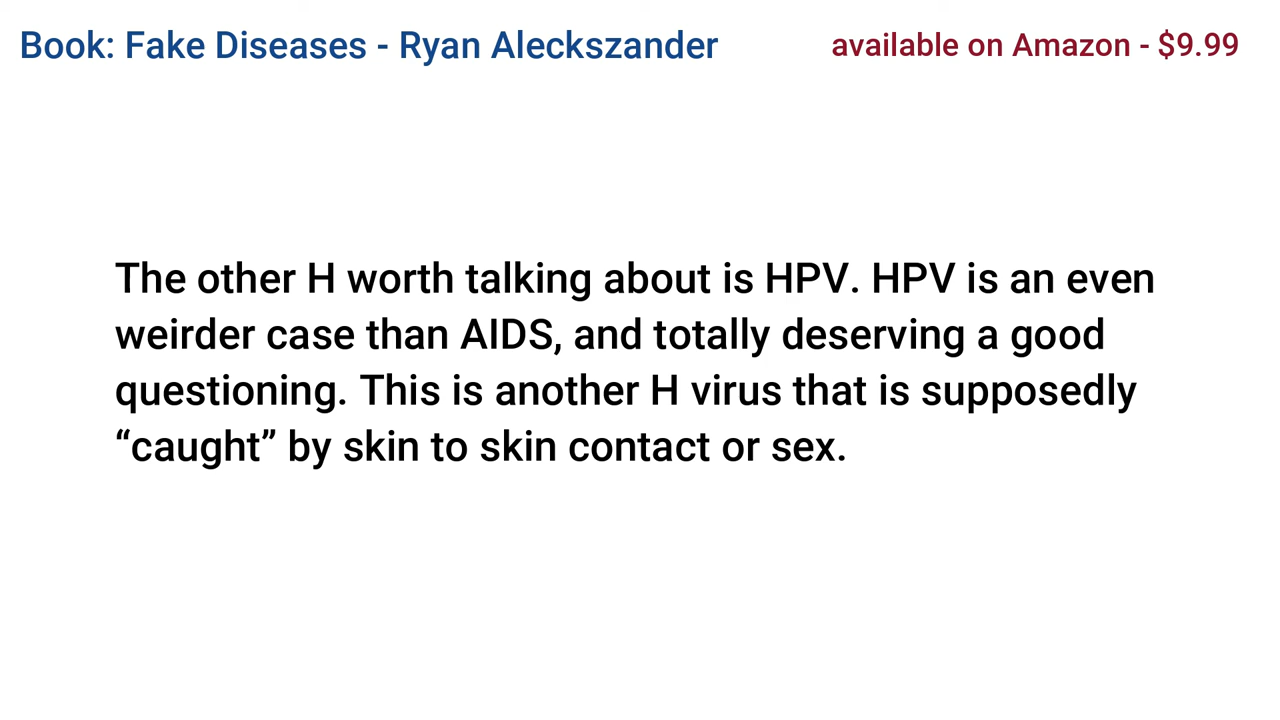 Book: Fake Diseases - Ryan Aleckszander
available on Amazon - $9.99
The other H worth talking about is HPV. HPV is an even
weirder case than AIDS, and totally deserving a good
questioning. This is another H virus that is supposedly
“caught” by skin to skin contact or sex.